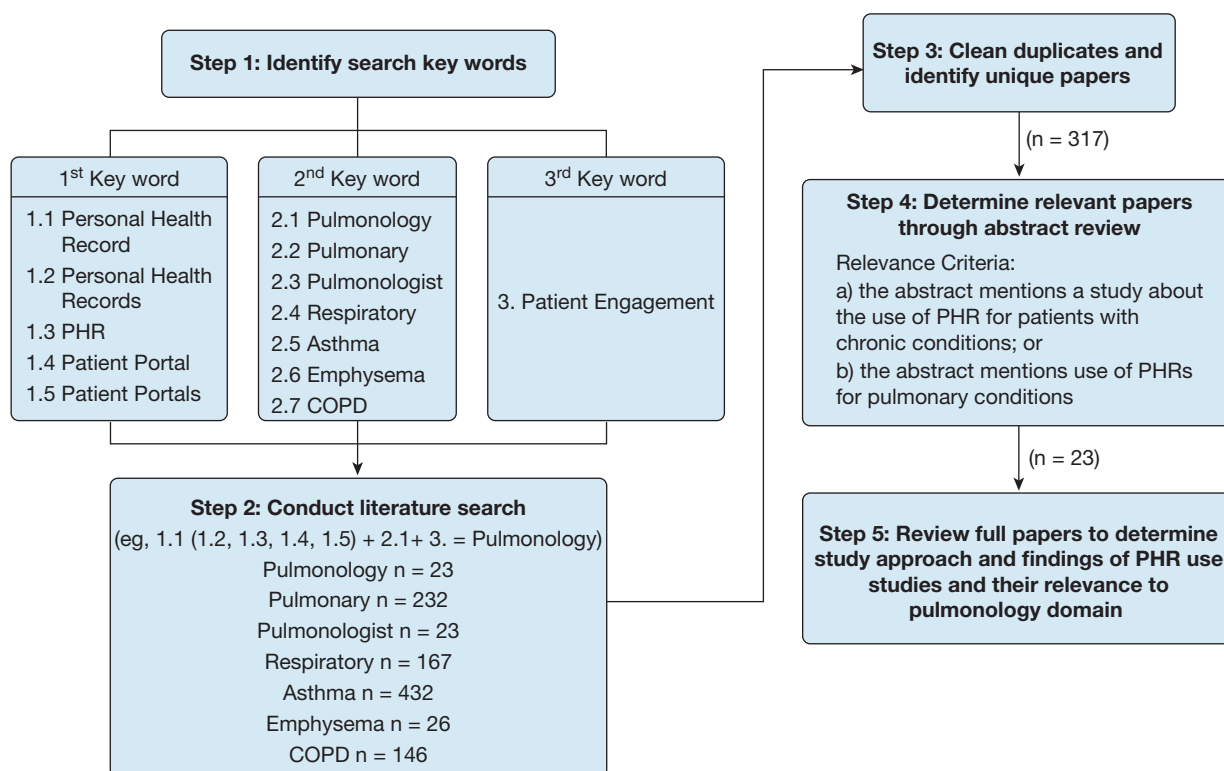 Step 1: Identify search key words
1st Key word
1.1 Personal Health
Record
1.2 Personal Health
Records
1.3 PHR
1.4 Patient Portal
1.5 Patient Portals
2nd Key word
2.1 Pulmonology
2.2 Pulmonary
2.3 Pulmonologist
2.4 Respiratory
2.5 Asthma
2.6 Emphysema
2.7 COPD
3rd Key word
3. Patient Engagement
Step 2: Conduct literature search
(eg, 1.1 (1.2, 1.3, 1.4, 1.5) + 2.1+ 3. = Pulmonology)
Pulmonology n = 23
Pulmonary n = 232
Pulmonologist n = 23
Respiratory n = 167
Asthma n = 432
Emphysema n = 26
COPD n = 146
Step 3: Clean duplicates and
identify unique papers
(n = 317)
Step 4: Determine relevant papers
through abstract review
Relevance Criteria:
a) the abstract mentions a study about
the use of PHR for patients with
chronic conditions; or
b) the abstract mentions use of PHRs
for pulmonary conditions
(n = 23)
Step 5: Review full papers to determine
study approach and findings of PHR use
studies and their relevance to
pulmonology domain